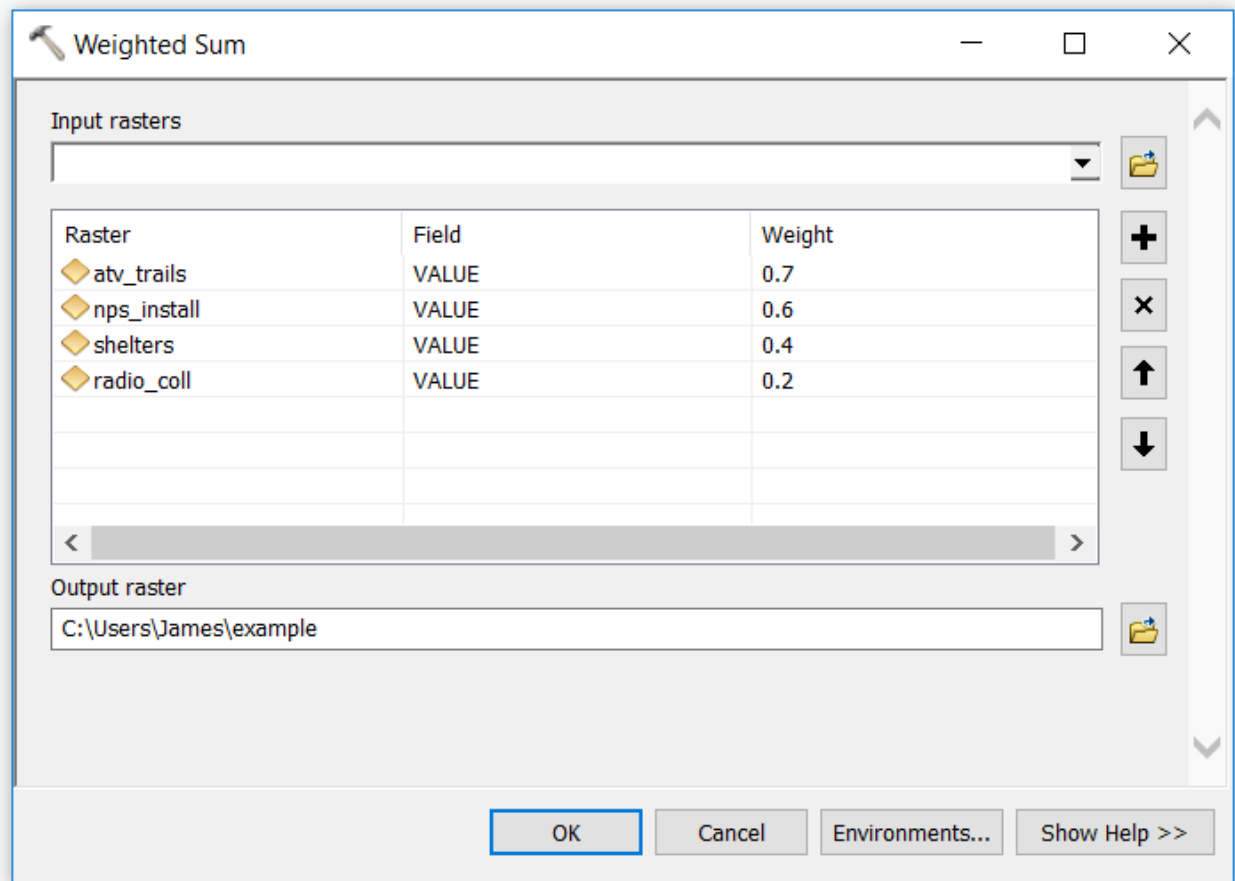 Weighted Sum
Input rasters
Raster Field Weight
atv_trails VALUE 0.7
nps_install VALUE 0.6
shelters VALUE 0.4
radio_coll VALUE 0.2
Output raster
C:\Users\James\example
OK Cancel Environments... Show Help >>